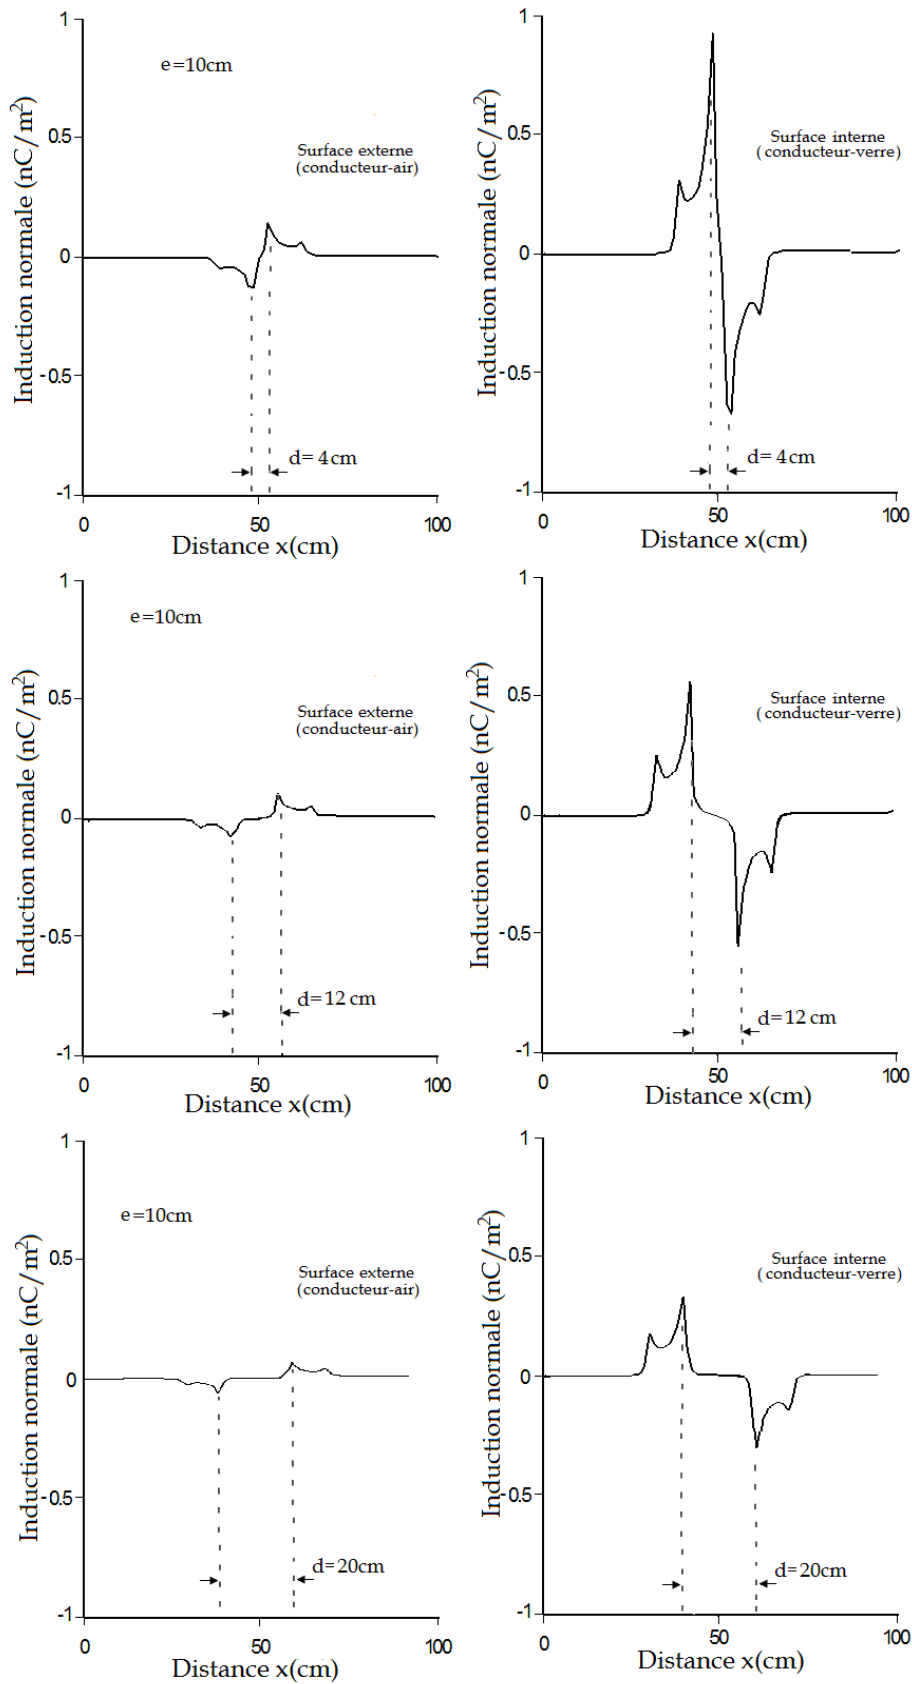 1
e=10cm
Induction normale (nC/m²)
0.5
Surface externe
(conducteur-air)
0
-0.5
d= 4cm
-1
0
50
100
Distance x(cm)
1
Induction normale (nC/m²)
0.5
Surface interne
( conducteur-verre)
0
-0.5
d= 4cm
-1
0
50
100
Distance x(cm)
1
e=10cm
Induction normale (nC/m²)
0.5
Surface externe
(conducteur-air)
0
-0.5
d=12 cm
-1
0
50
100
Distance x(cm)
1
Induction normale (nC/m²)
0.5
Surface interne
( conducteur-verre)
0
-0.5
d=12 cm
-1
0
50
100
Distance x(cm)
1
e=10cm
Induction normale (nC/m²)
0.5
Surface externe
(conducteur-air)
0
-0.5
d=20cm
-1
0
50
100
Distance x(cm)
1
Induction normale (nC/m²)
0.5
Surface interne
( conducteur-verre)
0
-0.5
d=20cm
-1
0
50
100
Distance x(cm)